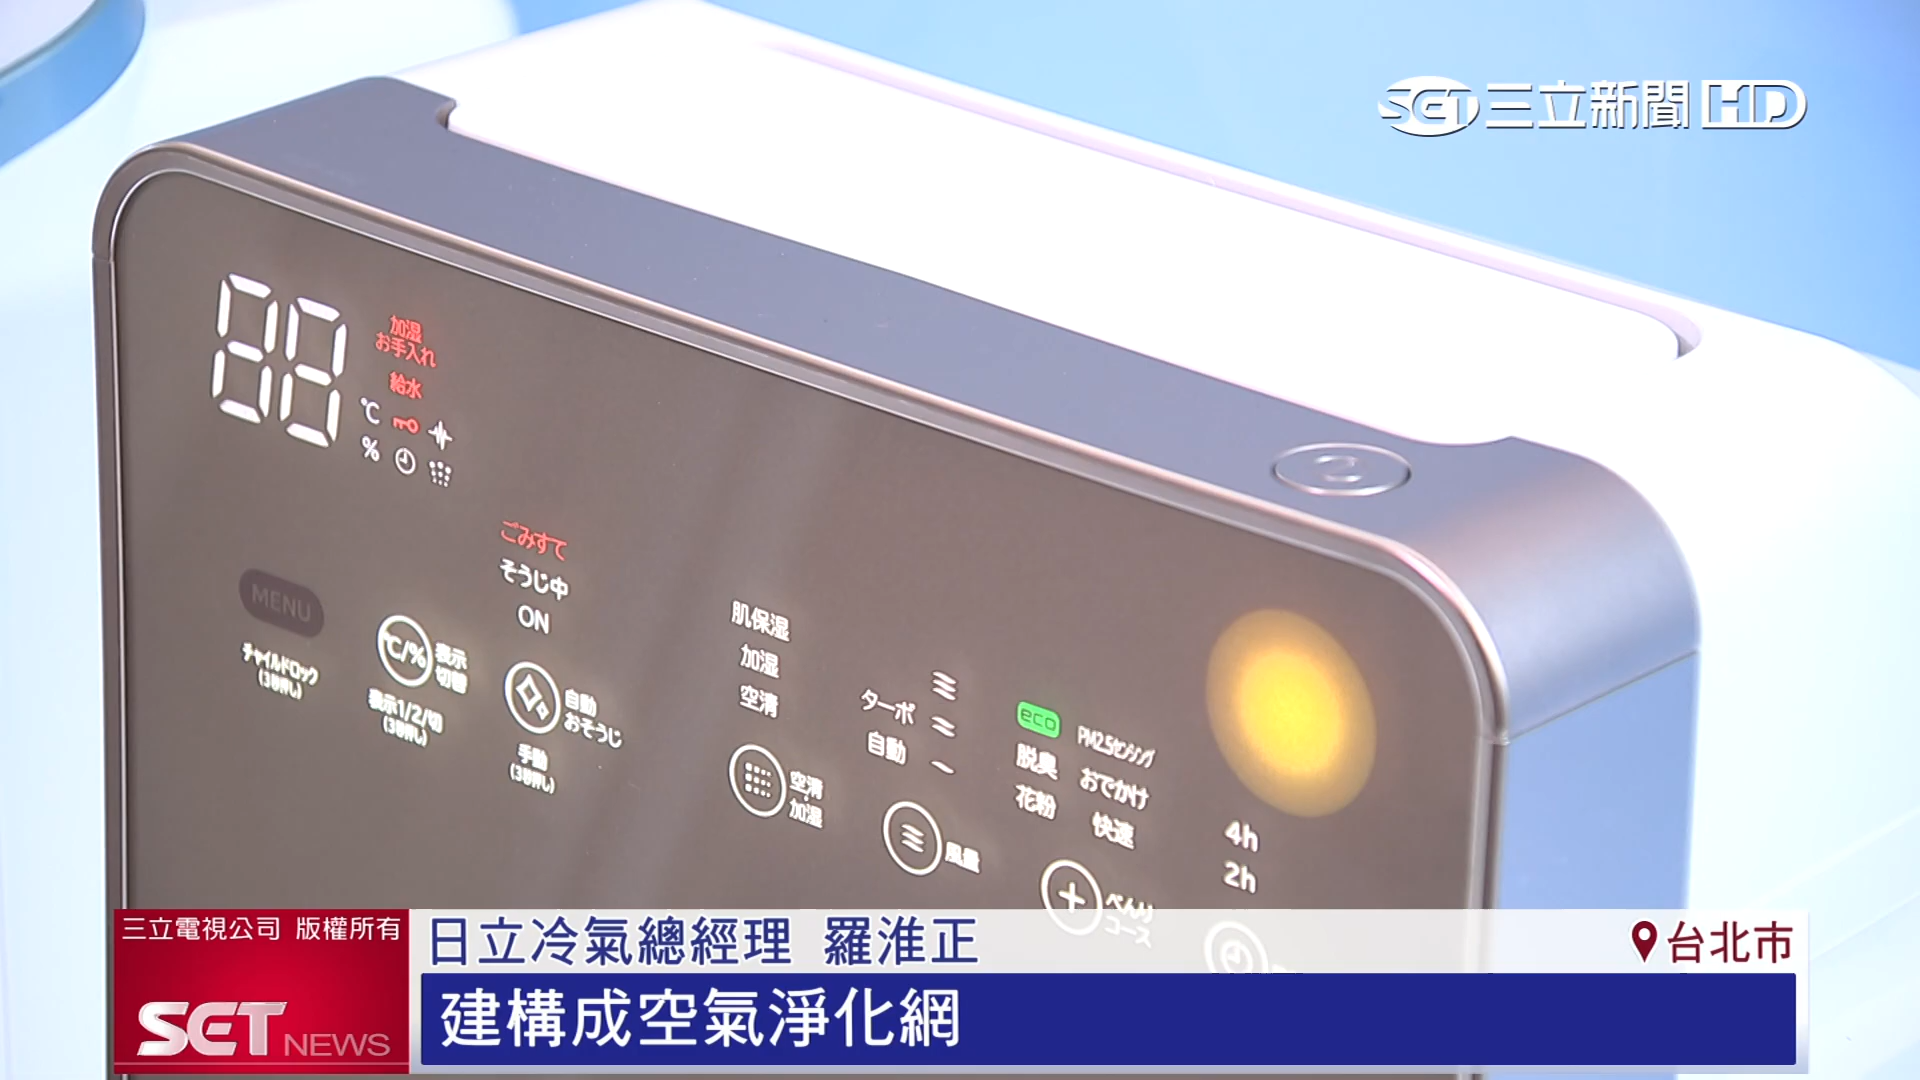 SET三立新聞HD
88
加湿
お手入れ
給水
℃
%
ごみすて
そうじ中
ON
MENU
チャイルドロック
(3秒押し)
℃/%
表示
切替
表示1/2/切
(3秒押し)
自動
おそうじ
手動
(3秒押し)
肌保湿
加湿
空清
空清
加湿
ターボ
自動
風量
eco
脱臭
花粉
PM2.5センシング
おでかけ
快速
べんり
コース
4h
2h
三立電視公司 版權所有
SET NEWS
日立冷氣總經理 羅淮正
台北市
建構成空氣淨化網